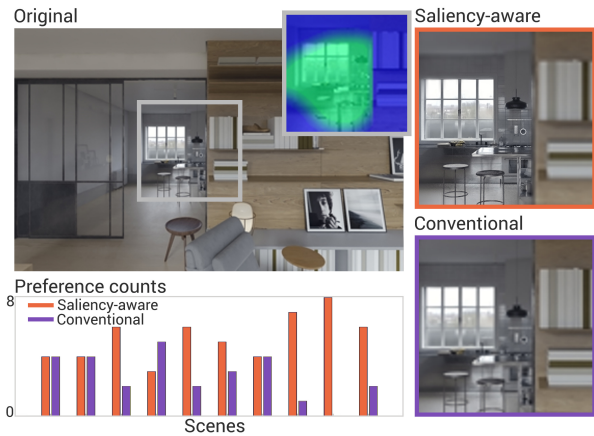 Original
Saliency-aware
Conventional
Preference counts
8
Saliency-aware
Conventional
0
Scenes